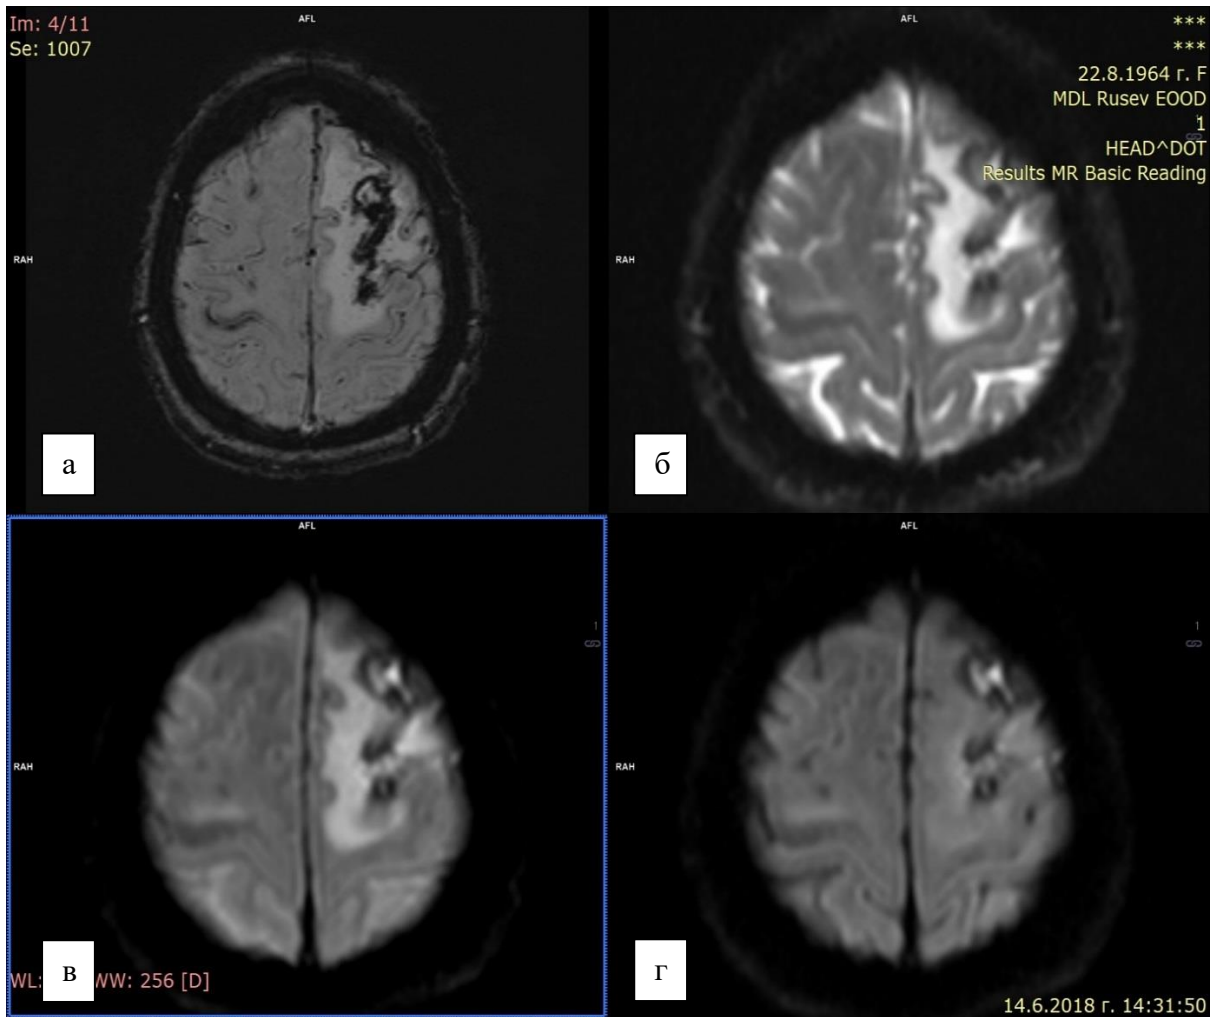 Im: 4/11
Se: 1007
AFL
RAH
а
AFL
***
***
22.8.1964 г. F
MDL Rusev EOOD
1
HEAD^DOT
Results MR Basic Reading
RAH
б
AFL
1
RAH
WL: WW: 256 [D]
в
AFL
1
RAH
г
14.6.2018 г. 14:31:50